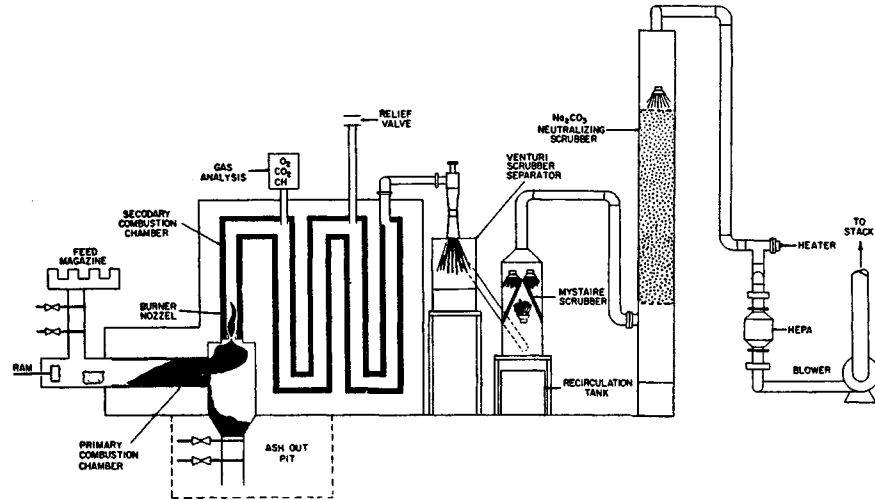 RELIEF
VALVE
GAS
ANALYSIS
O2
CO2
CH
SECODARY
COMBUSTION
CHAMBER
FEED
MAGAZINE
BURNER
NOZZEL
RAM
PRIMARY
COMBUSTION
CHAMBER
ASH OUT
PIT
VENTURI
SCRUBBER
SEPARATOR
MYSTAIRE
SCRUBBER
RECIRCULATION
TANK
Na2CO3
NEUTRALIZING
SCRUBBER
HEATER
HEPA
BLOWER
TO
STACK